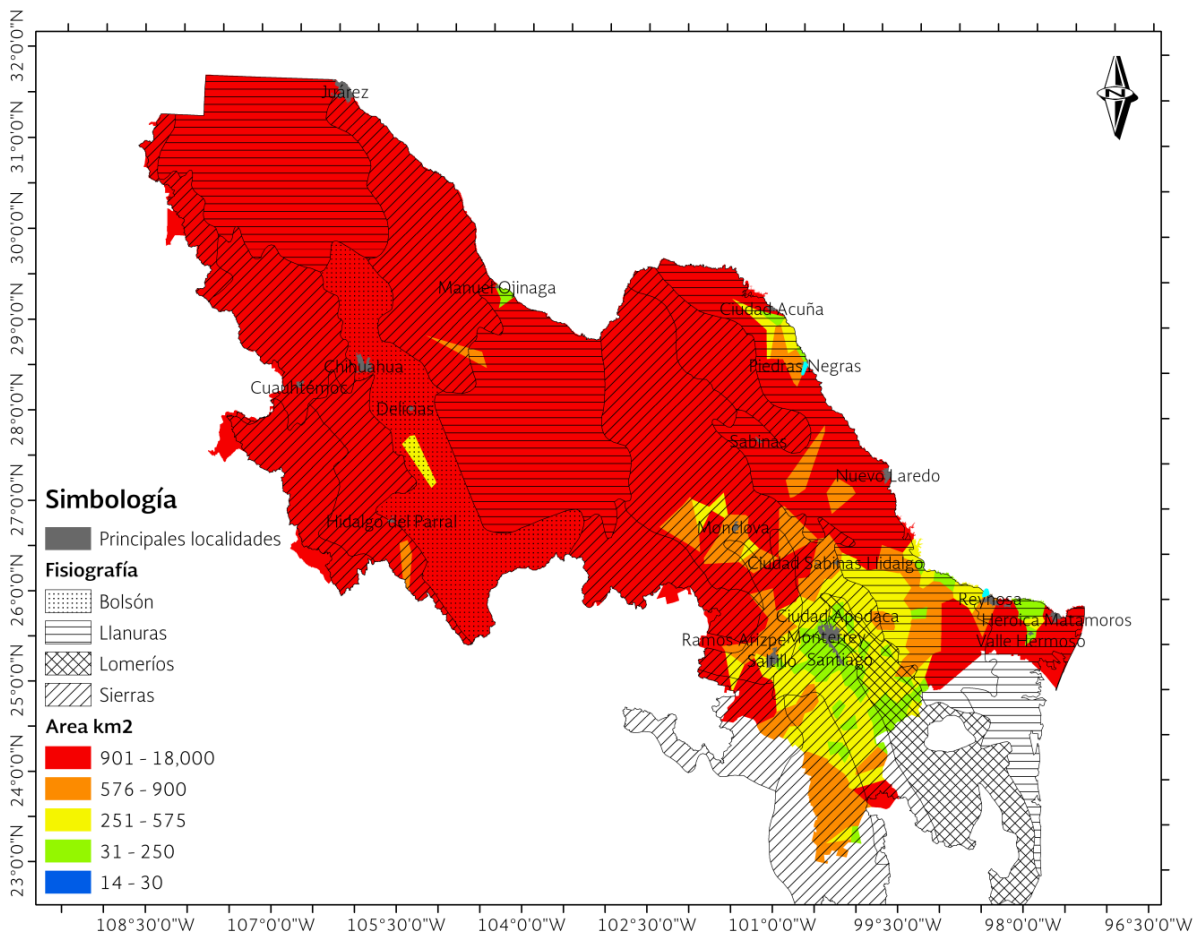 32°0'0"N
31°0'0"N
30°0'0"N
29°0'0"N
28°0'0"N
27°0'0"N
26°0'0"N
25°0'0"N
24°0'0"N
23°0'0"N
N
Juárez
Manuel Ojinaga
Ciudad Acuña
Chihuahua
Piedras Negras
Cuauhtémoc
Delicias
Sabinas
Nuevo Laredo
Hidalgo del Parral
Monclova
Ciudad Sabinas Hidalgo
Reynosa
Ciudad Apodaca
Heroica Matamoros
Ramos Arizpe
Monterrey
Valle Hermoso
Saltillo
Santiago
Simbología
Principales localidades
Fisiografía
Bolsón
Llanuras
Lomeríos
Sierras
Area km2
901 - 18,000
576 - 900
251 - 575
31 - 250
14 - 30
108°30'0"W
107°0'0"W
105°30'0"W
104°0'0"W
102°30'0"W
101°0'0"W
99°30'0"W
98°0'0"W
96°30'0"W